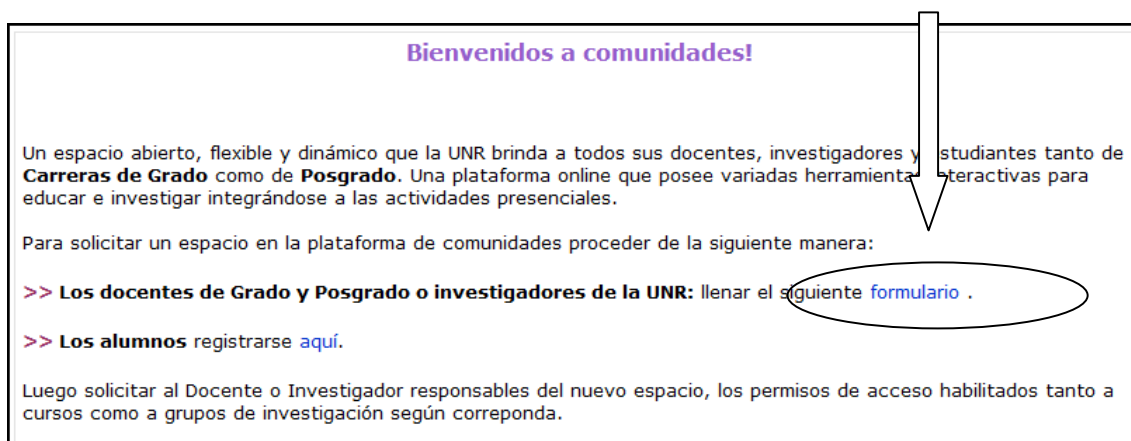 Bienvenidos a comunidades!
Un espacio abierto, flexible y dinámico que la UNR brinda a todos sus docentes, investigadores y studiantes tanto de
Carreras de Grado como de Posgrado. Una plataforma online que posee variadas herramientas nteractivas para
educar e investigar integrándose a las actividades presenciales.
Para solicitar un espacio en la plataforma de comunidades proceder de la siguiente manera:
>> Los docentes de Grado y Posgrado o investigadores de la UNR: llenar el siguiente formulario .
>> Los alumnos registrarse aquí.
Luego solicitar al Docente o Investigador responsables del nuevo espacio, los permisos de acceso habilitados tanto a
cursos como a grupos de investigación según correponda.